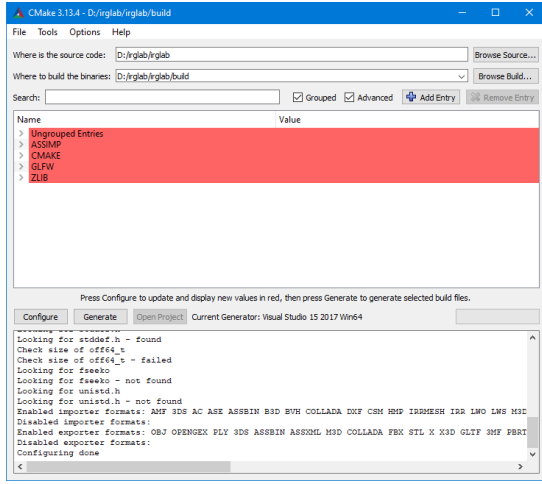 CMake 3.13.4 - D:/irglab/irglab/build
File Tools Options Help
Where is the source code: D:/irglab/irglab Browse Source...
Where to build the binaries: D:/irglab/irglab/build Browse Build...
Search: Grouped Advanced Add Entry Remove Entry
Name Value
Ungrouped Entries
ASSIMP
CMAKE
GLFW
ZLIB
Press Configure to update and display new values in red, then press Generate to generate selected build files.
Configure Generate Open Project Current Generator: Visual Studio 15 2017 Win64
Looking for stddef.h - found
Check size of off64_t
Check size of off64_t - failed
Looking for fseeko
Looking for fseeko - not found
Looking for unistd.h
Looking for unistd.h - not found
Enabled importer formats: AMF 3DS AC ASE ASSBIN B3D BVH COLLADA DXF CSM HMP IRRMESH IRR LWO LWS M3D
Disabled importer formats:
Enabled exporter formats: OBJ OPENGEX PLY 3DS ASSBIN ASSXML M3D COLLADA FBX STL X X3D GLTF 3MF PBRT
Disabled exporter formats:
Configuring done